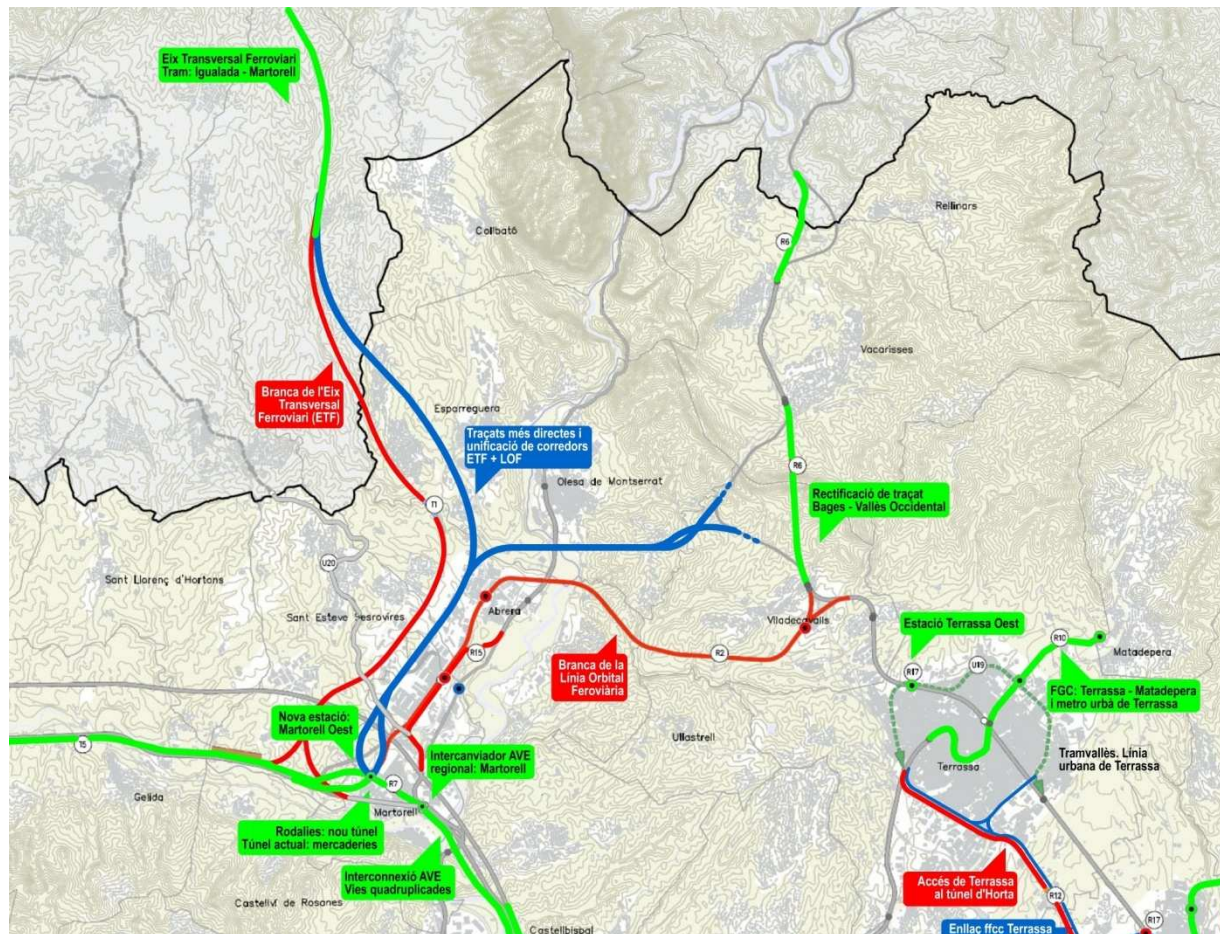 Eix Transversal Ferroviari
Tram: Igualada - Martorell
Collbató
R6
Rellinars
Vacarisses
Branca de l'Eix
Transversal
Ferroviari (ETF)
Esparreguera
Traçats més directes i
unificació de corredors
ETF + LOF
Olesa de Montserrat
R6
Rectificació de traçat
Bages - Vallès Occidental
T1
U20
Sant Llorenç d'Hortons
Sant Esteve Sesrovires
Abrera
Viladecavalls
Estació Terrassa Oest
R10
Matadepera
R15
R2
Branca de la
Línia Orbital
Ferroviària
R17
U19
FGC: Terrassa - Matadepera
i metro urbà de Terrassa
Nova estació:
Martorell Oest
T5
Ullastrell
Intercanviador AVE
regional: Martorell
Terrassa
Tramvallès. Línia
urbana de Terrassa
Gelida
R7
Martorell
Rodalies: nou túnel
Túnel actual: mercaderies
Interconnexió AVE
Vies quadruplicades
Accés de Terrassa
al túnel d'Horta
R12
Castellví de Rosanes
Castellbisbal
Enllaç ffcc Terrassa
R17